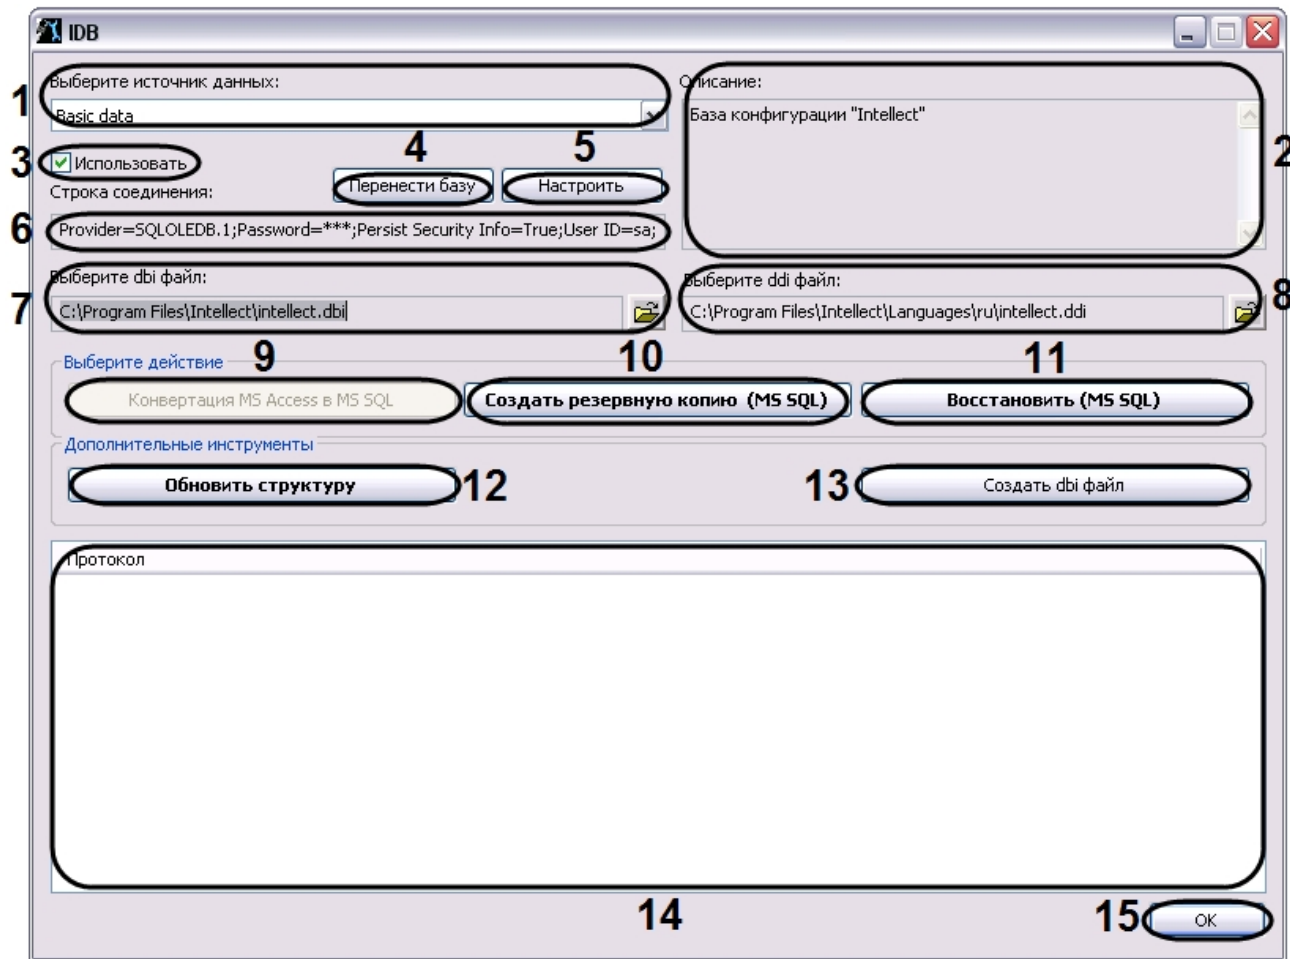 IDB
Выберите источник данных:
Описание:
1
Basic data
База конфигурации "Intellect"
2
3
Использовать
4
5
Перенести базу
Настроить
Строка соединения:
6
Provider=SQLOLEDB.1;Password=***;Persist Security Info=True;User ID=sa;
Выберите dbi файл:
Выберите ddi файл:
7
C:\Program Files\Intellect\intellect.dbi
C:\Program Files\Intellect\Languages\ru\intellect.ddi
8
Выберите действие
9
10
11
Конвертация MS Access в MS SQL
Создать резервную копию (MS SQL)
Восстановить (MS SQL)
Дополнительные инструменты
Обновить структуру
12
13
Создать dbi файл
Протокол
14
15
OK